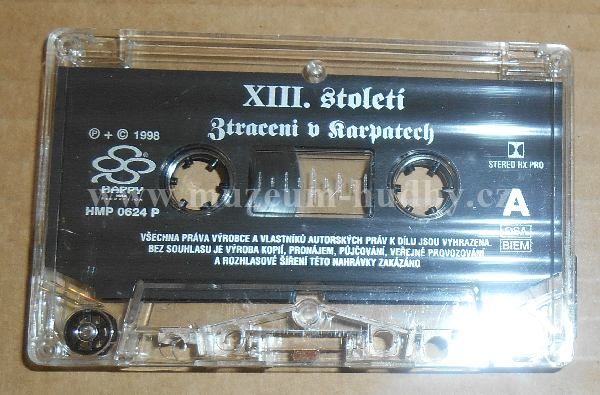 XIII. století
Ztraceni v Karpatech
℗ + © 1998
STEREO HX PRO
HAPPY
HMP 0624 P
www.muzeum-hudby.cz
A
OSA
BIEM
VŠECHNA PRÁVA VÝROBCE A VLASTNÍKŮ AUTORSKÝCH PRÁV K DÍLU JSOU VYHRAZENA.
BEZ SOUHLASU JE VÝROBA KOPIÍ, PRONÁJEM, PŮJČOVÁNÍ, VEŘEJNÉ PROVOZOVÁNÍ
A ROZHLASOVÉ ŠÍŘENÍ TÉTO NAHRÁVKY ZAKÁZÁNO